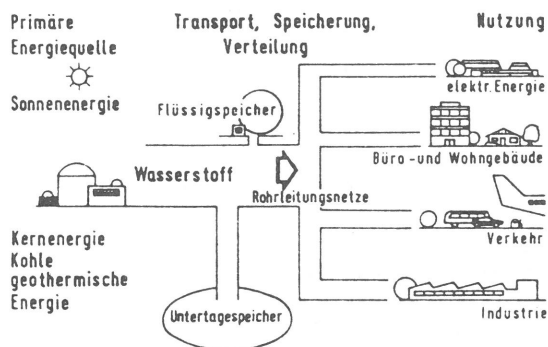 Primäre
Energiequelle
Sonnenenergie
Kernenergie
Kohle
geothermische
Energie
Transport, Speicherung,
Verteilung
Flüssigspeicher
Wasserstoff
Rohrleitungsnetze
Untertagespeicher
Nutzung
elektr. Energie
Büro- und Wohngebäude
Verkehr
Industrie